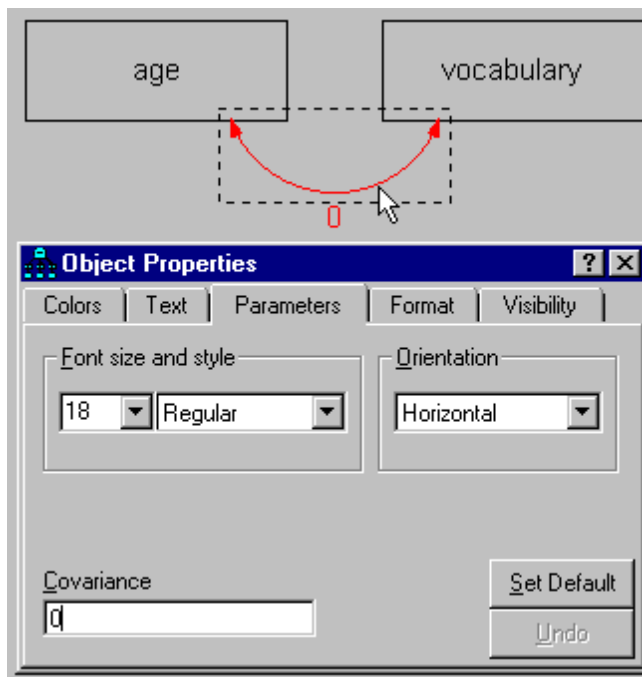 age vocabulary
0
Object Properties ? ×
Colors Text Parameters Format Visibility
Font size and style Orientation
18 Regular Horizontal
Covariance Set Default
0
Undo